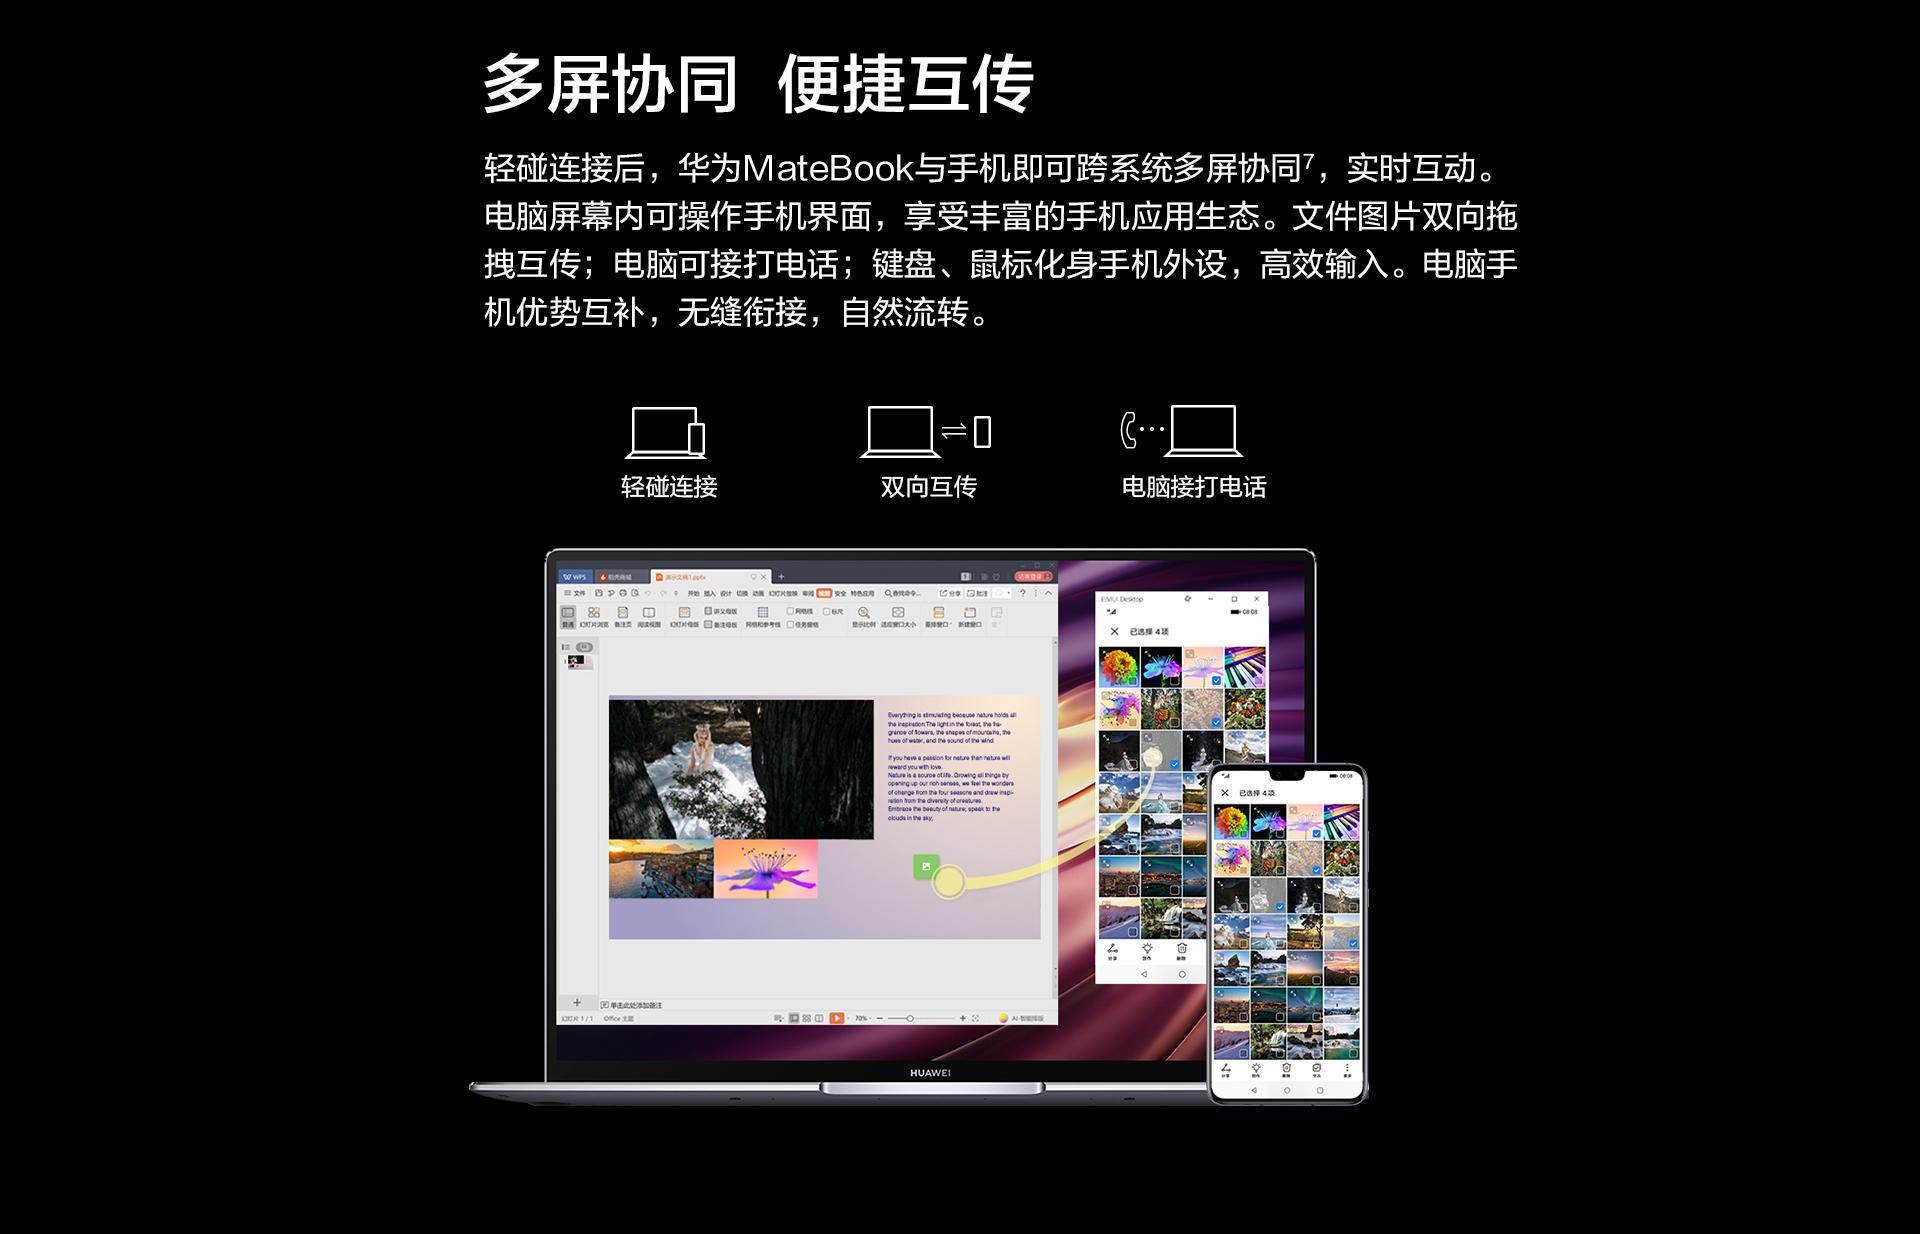 多屏协同 便捷互传
轻碰连接后，华为MateBook与手机即可跨系统多屏协同7，实时互动。
电脑屏幕内可操作手机界面，享受丰富的手机应用生态。文件图片双向拖
拽互传；电脑可接打电话；键盘、鼠标化身手机外设，高效输入。电脑手
机优势互补，无缝衔接，自然流转。
轻碰连接
双向互传
电脑接打电话
WPS
稻壳商城
演示文稿1.pptx
访客登录
文件
开始 插入 设计 切换 动画 幻灯片放映 审阅 视图 安全 特色应用
查找命令...
分享
批注
普通
幻灯片浏览
备注页
阅读视图
幻灯片母版
讲义母版
备注母版
网格和参考线
网格线
标尺
任务窗格
显示比例
适应窗口大小
重排窗口
新建窗口
Everything is stimulating because nature holds all
the inspiration.The light in the forest, the fra-
grance of flowers, the shapes of mountains, the
hues of water, and the sound of the wind.
If you have a passion for nature then nature will
reward you with love.
Nature is a source of life. Growing all things by
opening up our rich senses, we feel the wonders
of change from the four seasons and draw inspi-
ration from the diversity of creatures.
Embrace the beauty of nature; speak to the
clouds in the sky;
单击此处添加备注
幻灯片 1 / 1
Office 主题
70%
AI-智能排版
EMUI Desktop
08:08
已选择 4项
分享
创作
删除
08:08
已选择 4项
分享
创作
删除
全选
更多
HUAWEI